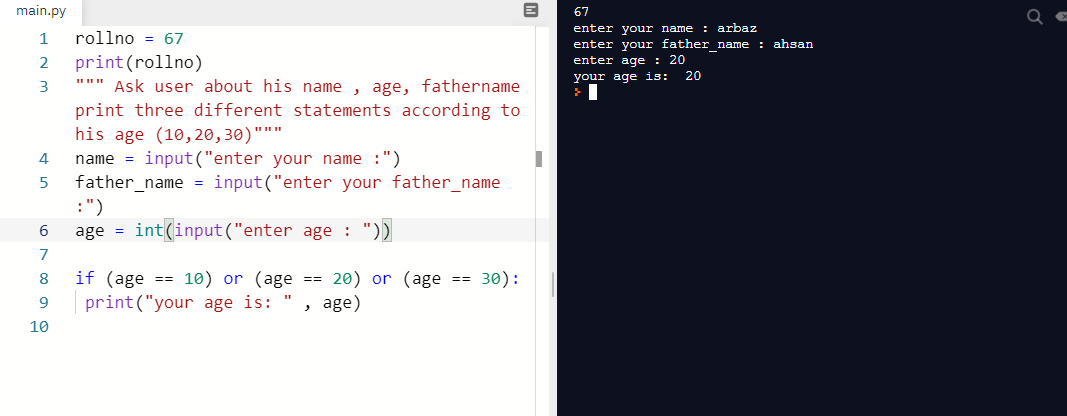 main.py
1 rollno = 67
2 print(rollno)
3 """ Ask user about his name , age, fathername
print three different statements according to
his age (10,20,30)"""
4 name = input("enter your name :")
5 father_name = input("enter your father_name
:")
6 age = int(input("enter age : "))
7
8 if (age == 10) or (age == 20) or (age == 30):
9 print("your age is: " , age)
10
67
enter your name : arbaz
enter your father_name : ahsan
enter age : 20
your age is:  20
>